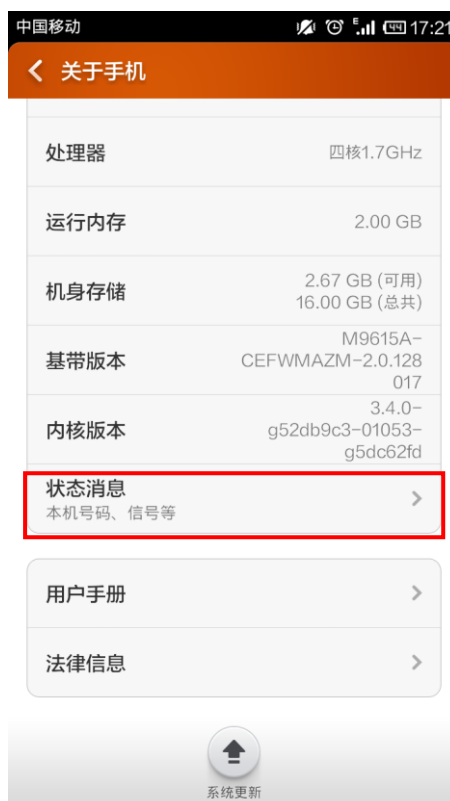 中国移动 E 44 17:21
关于手机
处理器 四核1.7GHz
运行内存 2.00 GB
机身存储 2.67 GB (可用)
16.00 GB (总共)
基带版本 M9615A-
CEFWMAZM-2.0.128
017
内核版本 3.4.0-
g52db9c3-01053-
g5dc62fd
状态消息
本机号码、信号等
用户手册
法律信息
系统更新